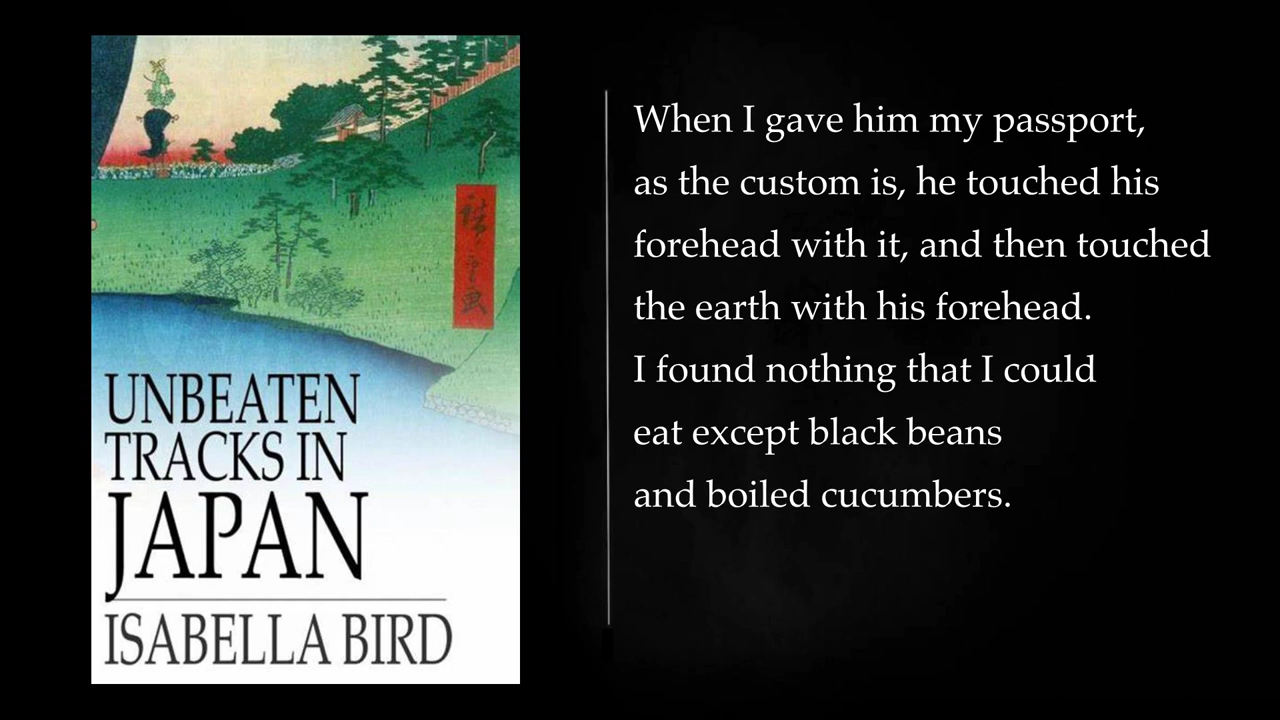 UNBEATEN
TRACKS IN
JAPAN
ISABELLA BIRD
When I gave him my passport,
as the custom is, he touched his
forehead with it, and then touched
the earth with his forehead.
I found nothing that I could
eat except black beans
and boiled cucumbers.